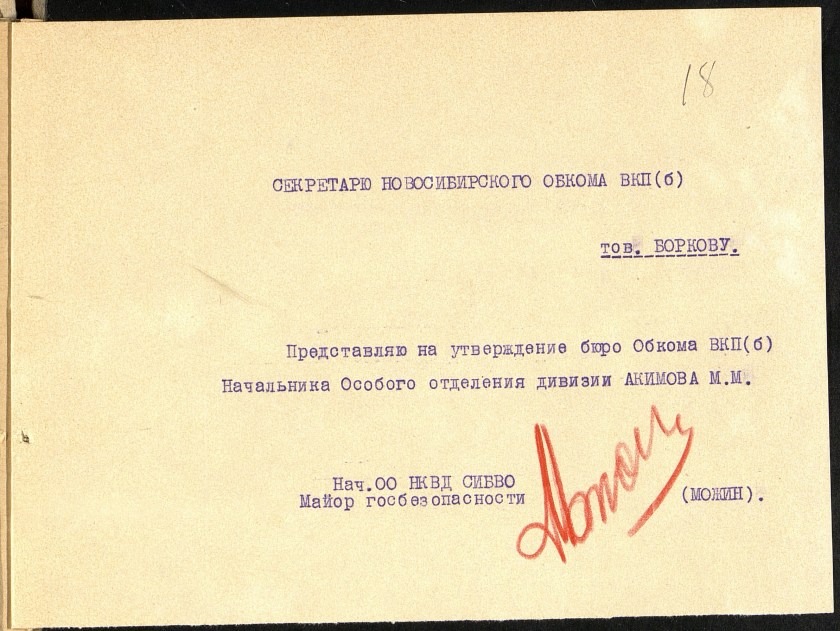 18
СЕКРЕТАРЮ НОВОСИБИРСКОГО ОБКОМА ВКП(б)
тов. БОРКОВУ.
Представляю на утверждение бюро Обкома ВКП(б)
Начальника Особого отделения дивизии АКИМОВА М.М.
Нач.ОО НКВД СИБВО
Майор госбезопасности (МОЖИН).